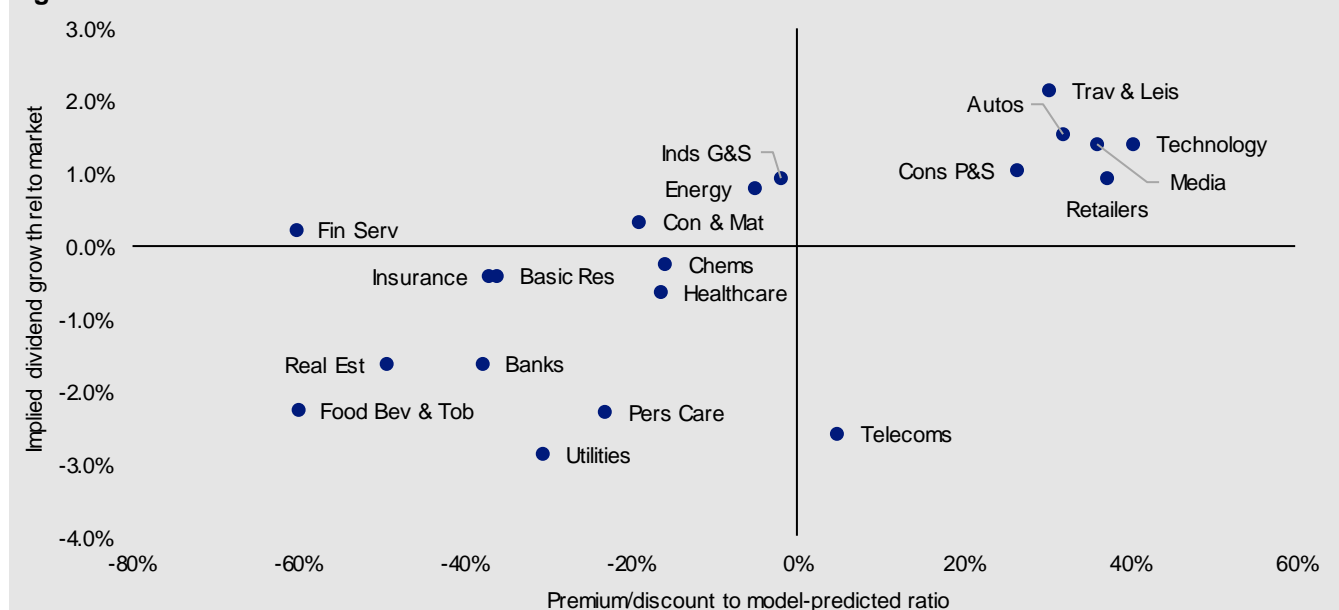 3.0%
2.0%
1.0%
0.0%
-1.0%
-2.0%
-3.0%
-4.0%
Implied dividend growth rel to market
Trav & Leis
Autos
Technology
Inds G&S
Cons P&S
Media
Energy
Retailers
Con & Mat
Fin Serv
Chems
Insurance
Basic Res
Healthcare
Real Est
Banks
Food Bev & Tob
Pers Care
Telecoms
Utilities
-80%
-60%
-40%
-20%
0%
20%
40%
60%
Premium/discount to model-predicted ratio